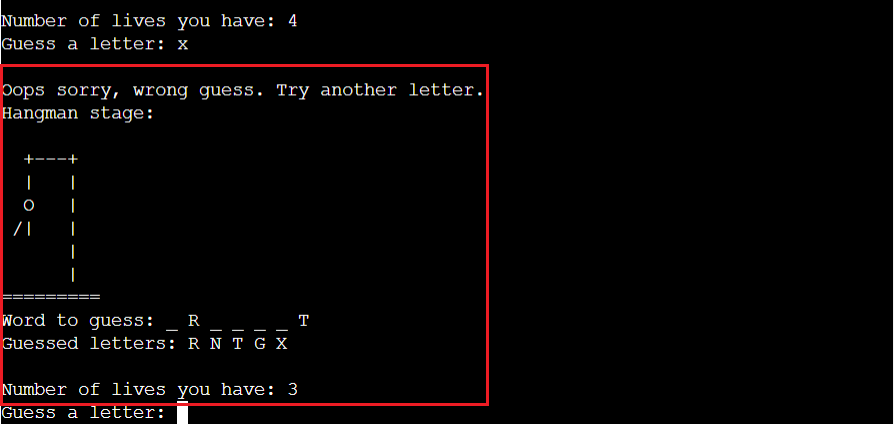 Number of lives you have: 4
Guess a letter: x
Oops sorry, wrong guess. Try another letter.
Hangman stage:
  +---+
  |   |
  O   |
 /|   |
      |
      |
=========
Word to guess: _ R _ _ _ _ T
Guessed letters: R N T G X
Number of lives you have: 3
Guess a letter: